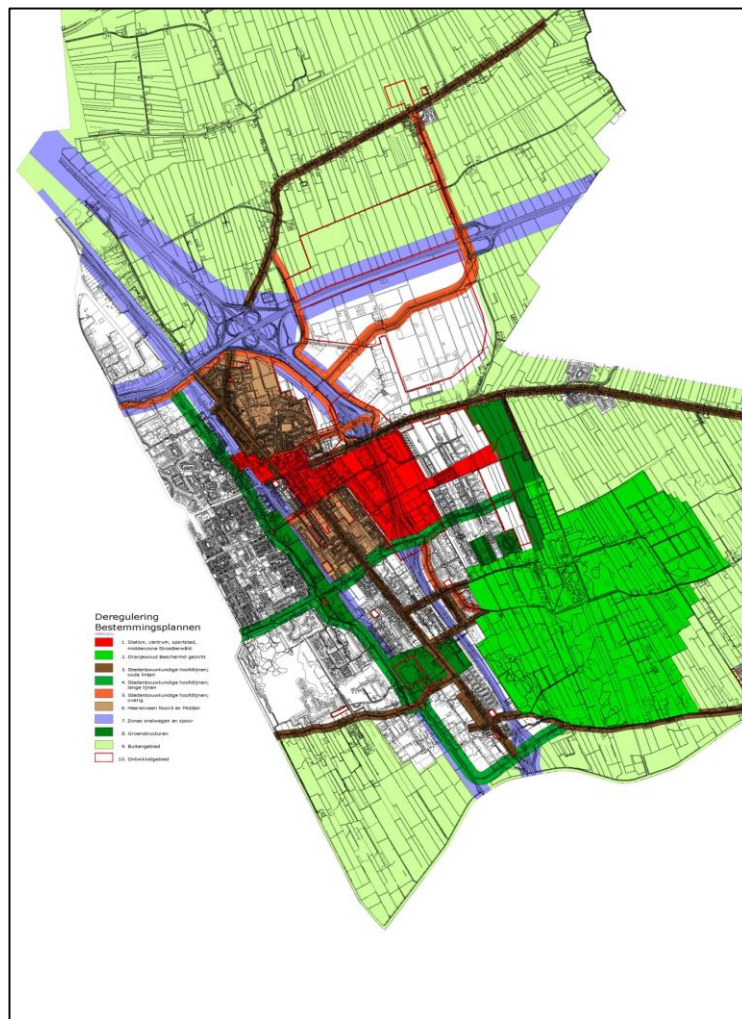 Deregulering
Bestemmingsplannen
1. Station, centrum, sportstad,
middenzone
2. Oranjewoud Beschermd gezicht
3. Stedenbouwkundige hoofdlijnen;
oude linten
4. Stedenbouwkundige hoofdlijnen;
lange lijnen
5. Stedenbouwkundige hoofdlijnen;
overig
6. Heerenveen Noord en Midden
7. Zones snelwegen en spoor
8. Groenstructuren
9. Buitengebied
10. Ontwikkelgebied